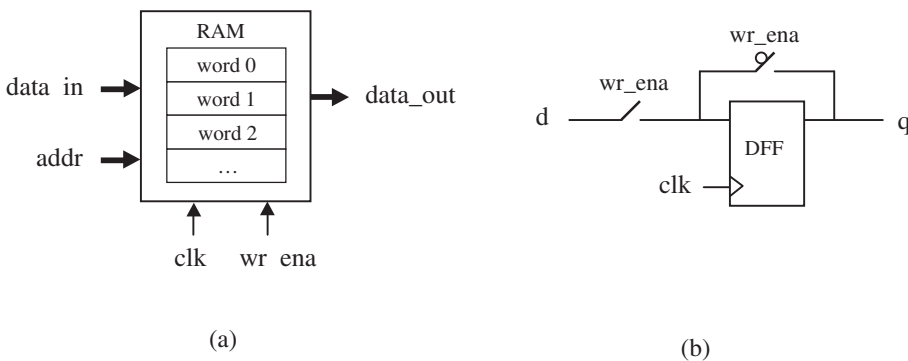 RAM
word 0
word 1
word 2
...
data in
addr
data_out
clk
wr ena
(a)
wr_ena
wr_ena
d
q
DFF
clk
(b)